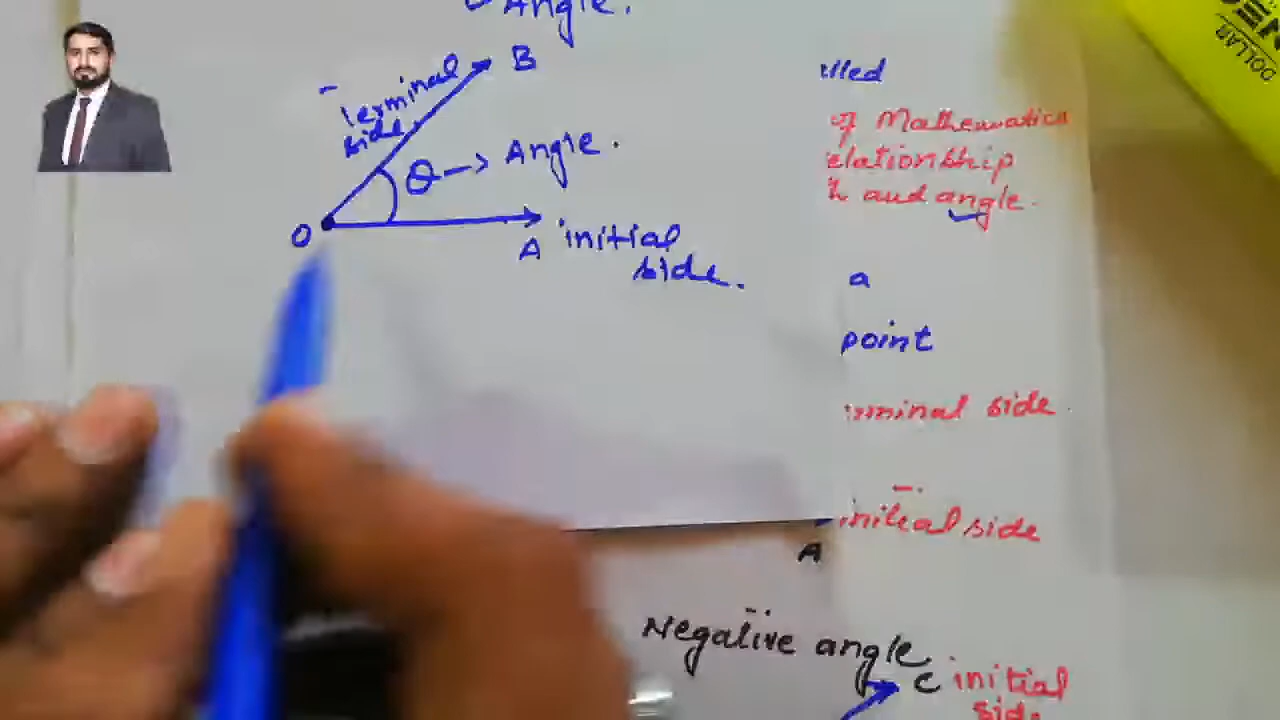 Angle.
Terminal
side.
B
θ → Angle.
O
A initial
side.
lled
of Mathematics
elationship
h and angle.
a
point
rminal side.
initial side
A
Negative angle
C initial
side
DOLLAR